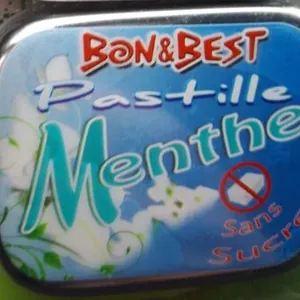 BON&BEST
Pastille
Menthe
Sans
Sucre